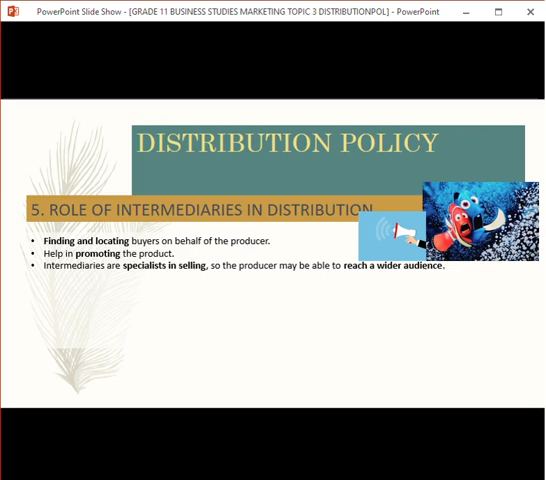 PowerPoint Slide Show - [GRADE 11 BUSINESS STUDIES MARKETING TOPIC 3 DISTRIBUTIONPOL] - PowerPoint
DISTRIBUTION POLICY
5. ROLE OF INTERMEDIARIES IN DISTRIBUTION
• Finding and locating buyers on behalf of the producer.
• Help in promoting the product.
• Intermediaries are specialists in selling, so the producer may be able to reach a wider audience.